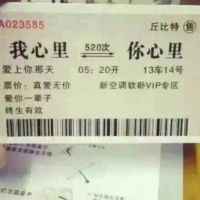 A023585 丘比特 售
我心里 520次 你心里
爱上你那天 05:20开 13车14号
票价:真爱无价 新空调软卧VIP专区
爱你一辈子
终生有效